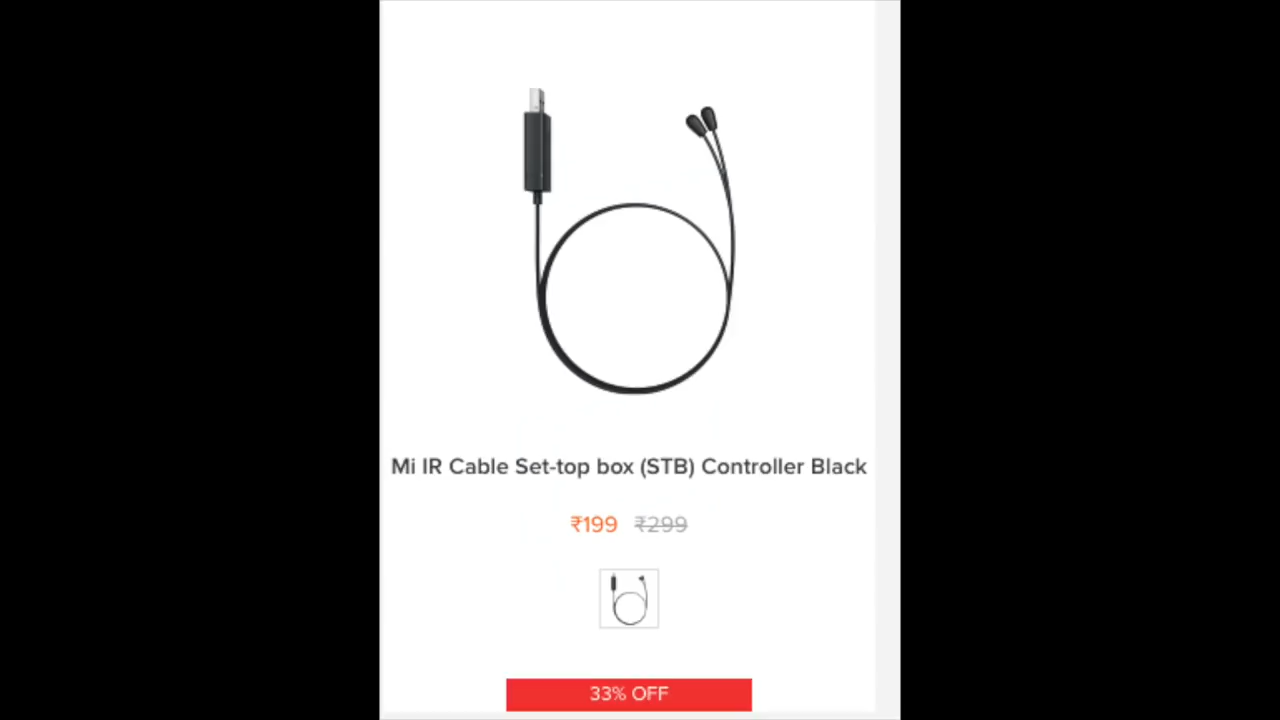 Mi IR Cable Set-top box (STB) Controller Black
₹199 ₹299
33% OFF